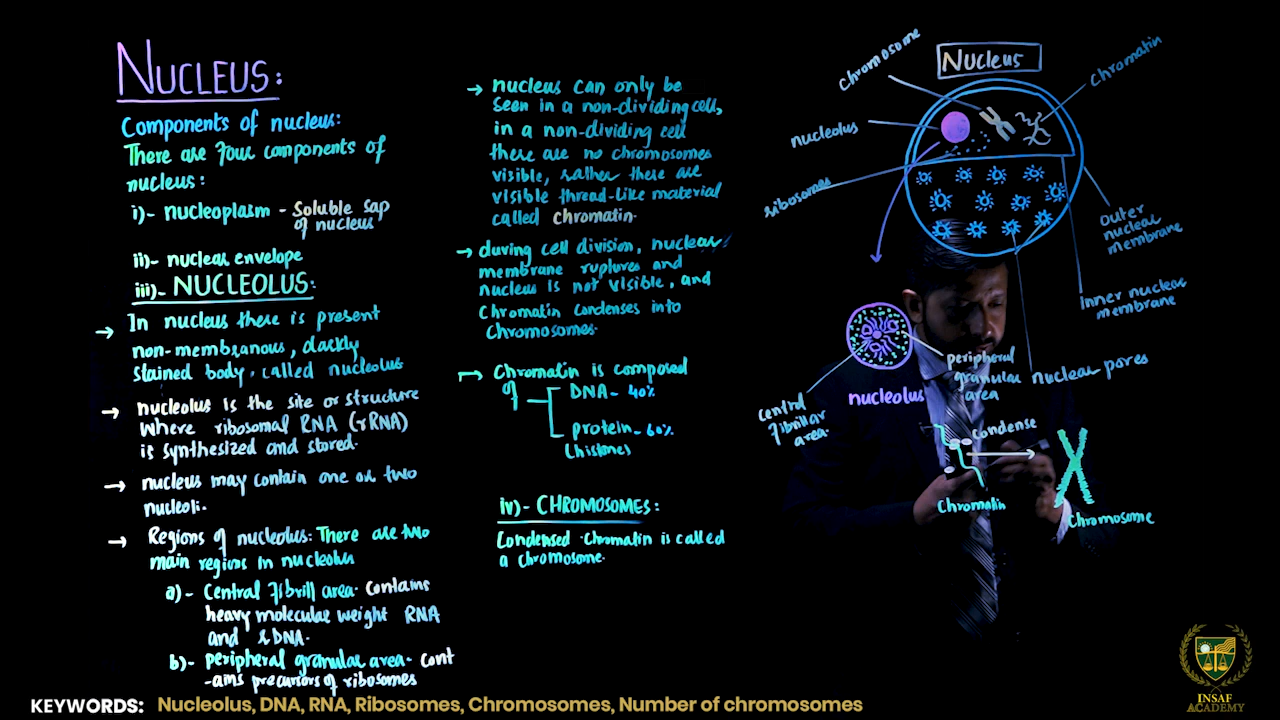 NUCLEUS:
Components of nucleus:
There are four components of
nucleus:
i)- nucleoplasm - Soluble sap
of nucleus
ii)- nuclear envelope
iii)- NUCLEOLUS:
→ In nucleus there is present
non-membranous, darkly
stained body, called nucleolus
→ nucleolus is the site or structure
where ribosomal RNA (rRNA)
is synthesized and stored.
→ nucleus may contain one or two
nucleoli.
→ Regions of nucleolus: There are two
main regions in nucleolus
a)- Central fibrill area. Contains
heavy molecular weight RNA
and rDNA.
b)- peripheral granular area- cont
-ains precursors of ribosomes
→ nucleus can only be
seen in a non-dividing cell,
in a non-dividing cell
there are no chromosomes
visible, rather there are
visible thread-like material
called chromatin.
→ during cell division, nuclear
membrane ruptures and
nucleus is not visible, and
Chromatin condenses into
Chromosomes.
→ Chromatin is composed
of
DNA- 40%
protein- 60%
(histones
iv)- CHROMOSOMES:
Condensed Chromatin is called
a chromosome.
Nucleus
chromosome
chromatin
nucleolus
ribosomes
outer
nuclear
membrane
inner nuclear
membrane
nuclear pores
peripheral
granular
area
nucleolus
central
fibrillar
area.
condense
Chromatin
Chromosome
KEYWORDS: Nucleolus, DNA, RNA, Ribosomes, Chromosomes, Number of chromosomes
INSAF
ACADEMY